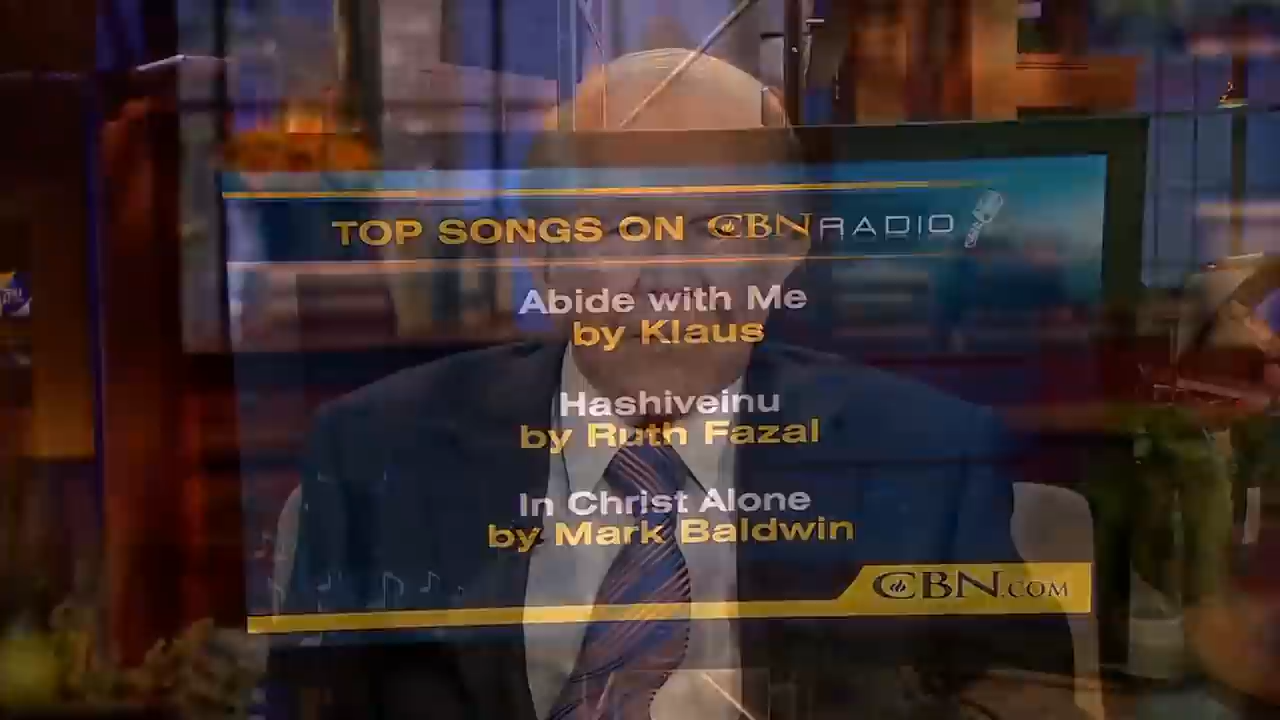 TOP SONGS ON CBN RADIO
Abide with Me
by Klaus
Hashiveinu
by Ruth Fazal
In Christ Alone
by Mark Baldwin
CBN.COM